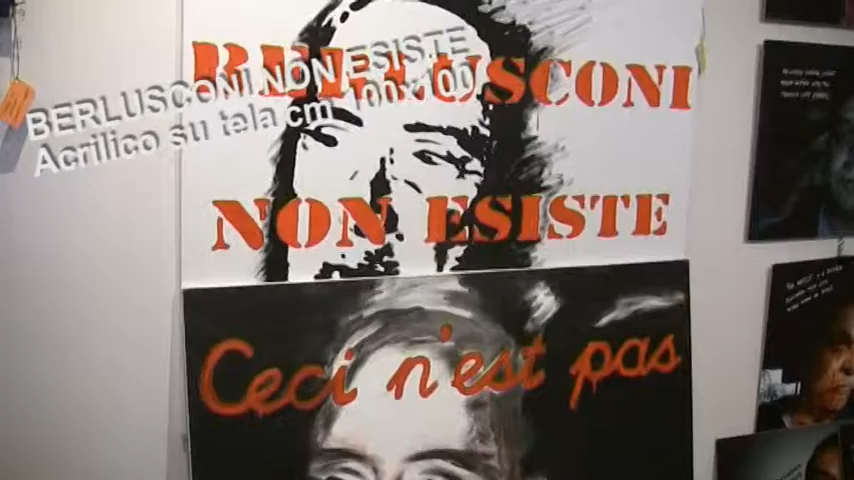 BERLUSCONI
NON ESISTE
BERLUSCONI NON ESISTE
Acrilico su tela cm 100x100
Ceci n'est pas